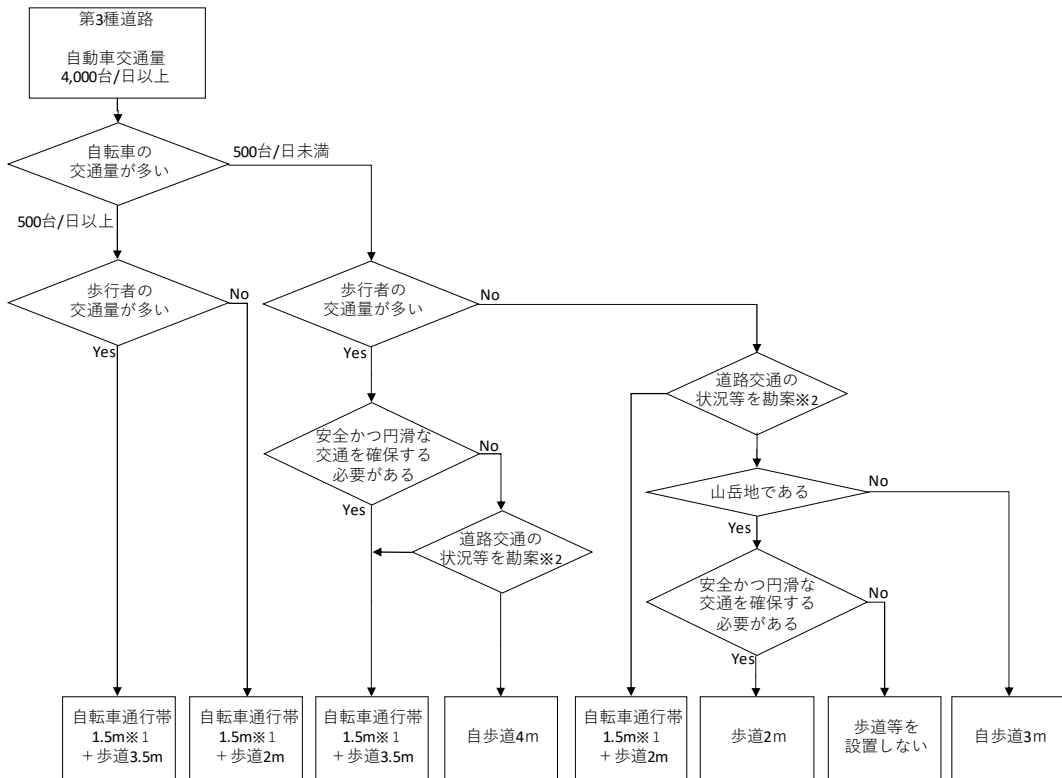 第3種道路
自動車交通量
4,000台/日以上
自転車の
交通量が多い
500台/日未満
500台/日以上
歩行者の
交通量が多い
No
Yes
歩行者の
交通量が多い
No
Yes
道路交通の
状況等を勘案※2
安全かつ円滑な
交通を確保する
必要がある
No
Yes
山岳地である
No
Yes
道路交通の
状況等を勘案※2
安全かつ円滑な
交通を確保する
必要がある
No
Yes
自転車通行帯
1.5m※1
＋歩道3.5m
自転車通行帯
1.5m※1
＋歩道2m
自転車通行帯
1.5m※1
＋歩道3.5m
自歩道4m
自転車通行帯
1.5m※1
＋歩道2m
歩道2m
歩道等を
設置しない
自歩道3m